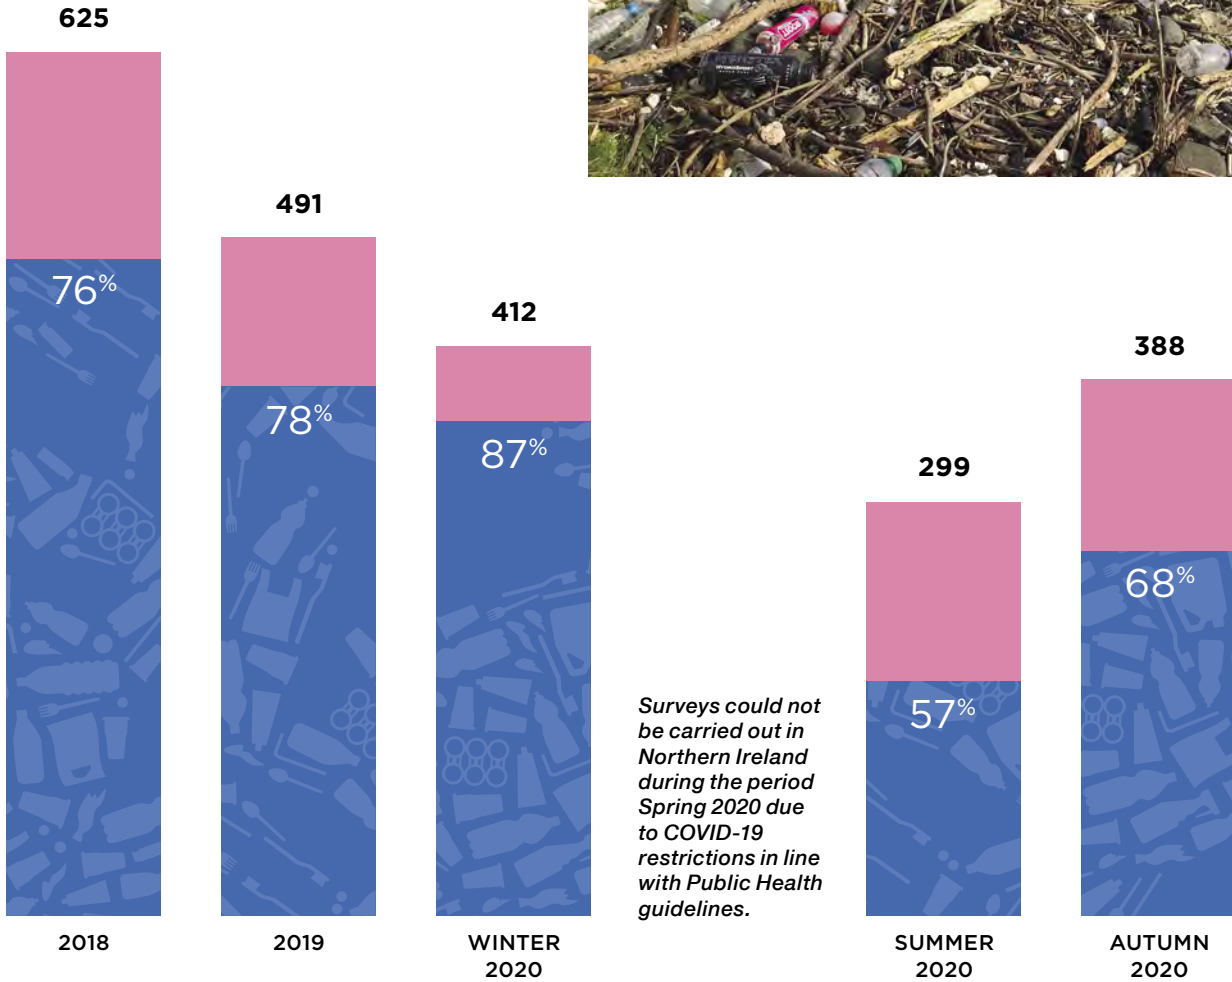 625
491
412
299
388
76%
78%
87%
57%
68%
Surveys could not
be carried out in
Northern Ireland
during the period
Spring 2020 due
to COVID-19
restrictions in line
with Public Health
guidelines.
2018
2019
WINTER
2020
SUMMER
2020
AUTUMN
2020